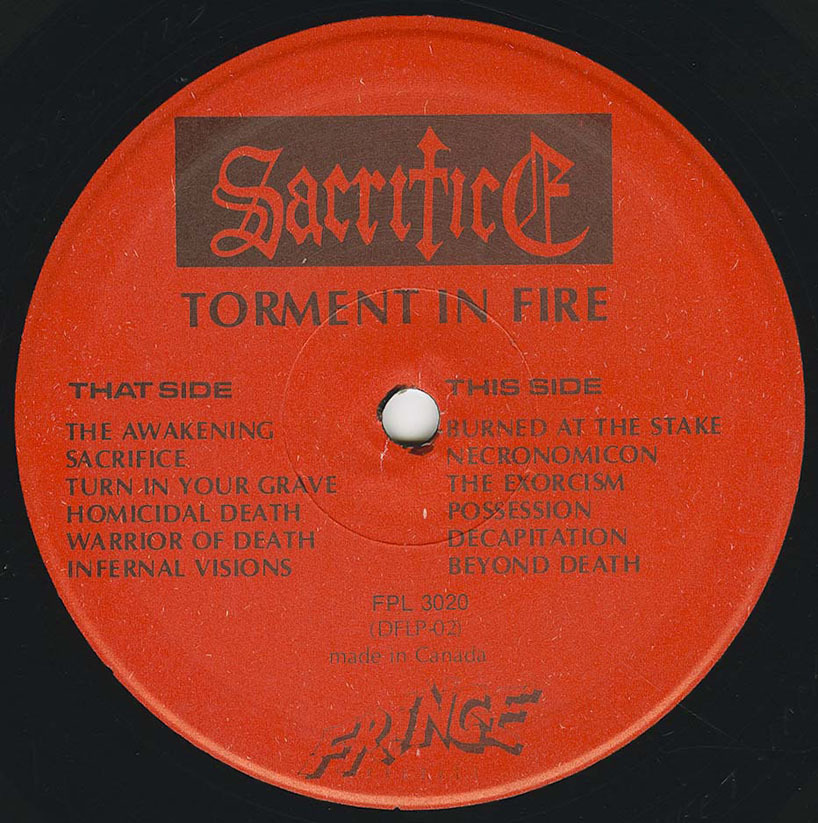 SacrificE
TORMENT IN FIRE
THAT SIDE
THE AWAKENING
SACRIFICE
TURN IN YOUR GRAVE
HOMICIDAL DEATH
WARRIOR OF DEATH
INFERNAL VISIONS
THIS SIDE
BURNED AT THE STAKE
NECRONOMICON
THE EXORCISM
POSSESSION
DECAPITATION
BEYOND DEATH
FPL 3020
(DFLP-02)
made in Canada
FRINGE